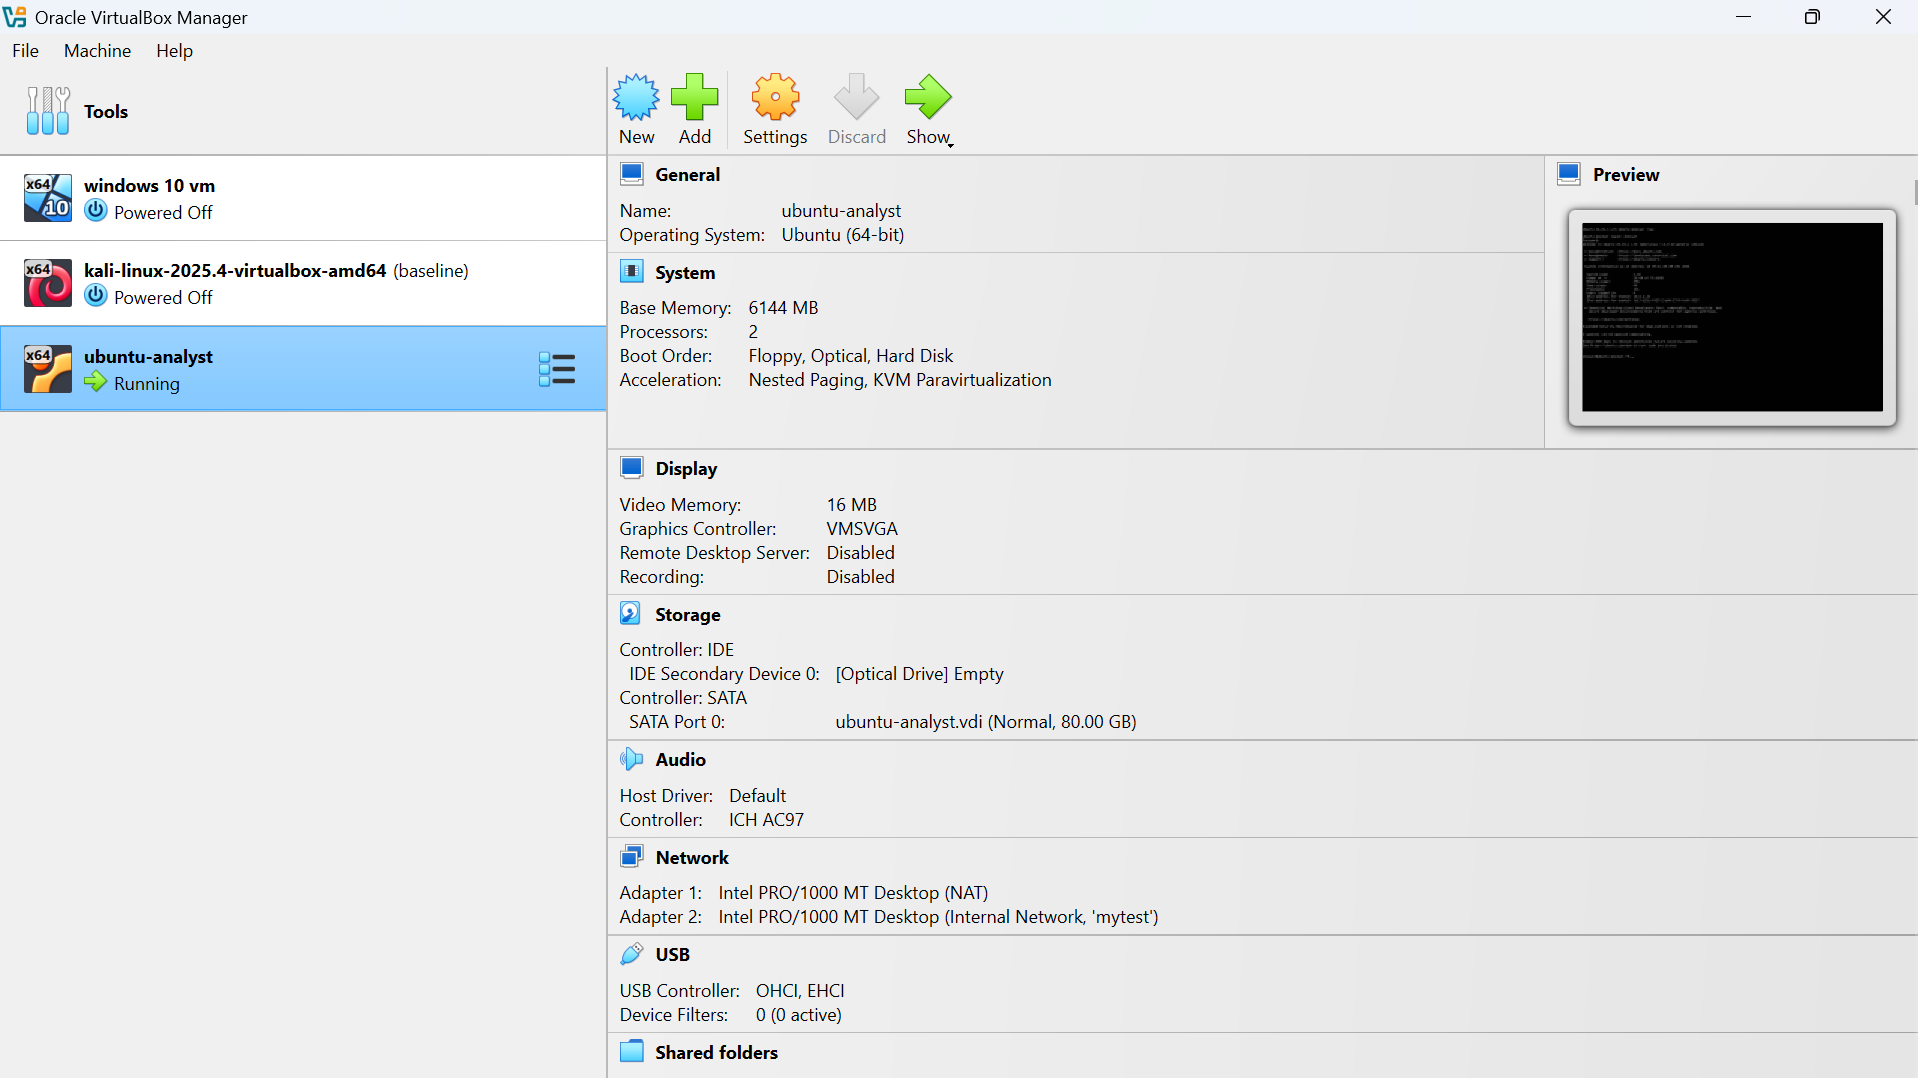 Oracle VirtualBox Manager
File Machine Help
Tools
New Add Settings Discard Show
x64 10 windows 10 vm
Powered Off
x64 kali-linux-2025.4-virtualbox-amd64 (baseline)
Powered Off
x64 ubuntu-analyst
Running
General
Name: ubuntu-analyst
Operating System: Ubuntu (64-bit)
Preview
System
Base Memory: 6144 MB
Processors: 2
Boot Order: Floppy, Optical, Hard Disk
Acceleration: Nested Paging, KVM Paravirtualization
Display
Video Memory: 16 MB
Graphics Controller: VMSVGA
Remote Desktop Server: Disabled
Recording: Disabled
Storage
Controller: IDE
IDE Secondary Device 0: [Optical Drive] Empty
Controller: SATA
SATA Port 0: ubuntu-analyst.vdi (Normal, 80.00 GB)
Audio
Host Driver: Default
Controller: ICH AC97
Network
Adapter 1: Intel PRO/1000 MT Desktop (NAT)
Adapter 2: Intel PRO/1000 MT Desktop (Internal Network, 'mytest')
USB
USB Controller: OHCI, EHCI
Device Filters: 0 (0 active)
Shared folders